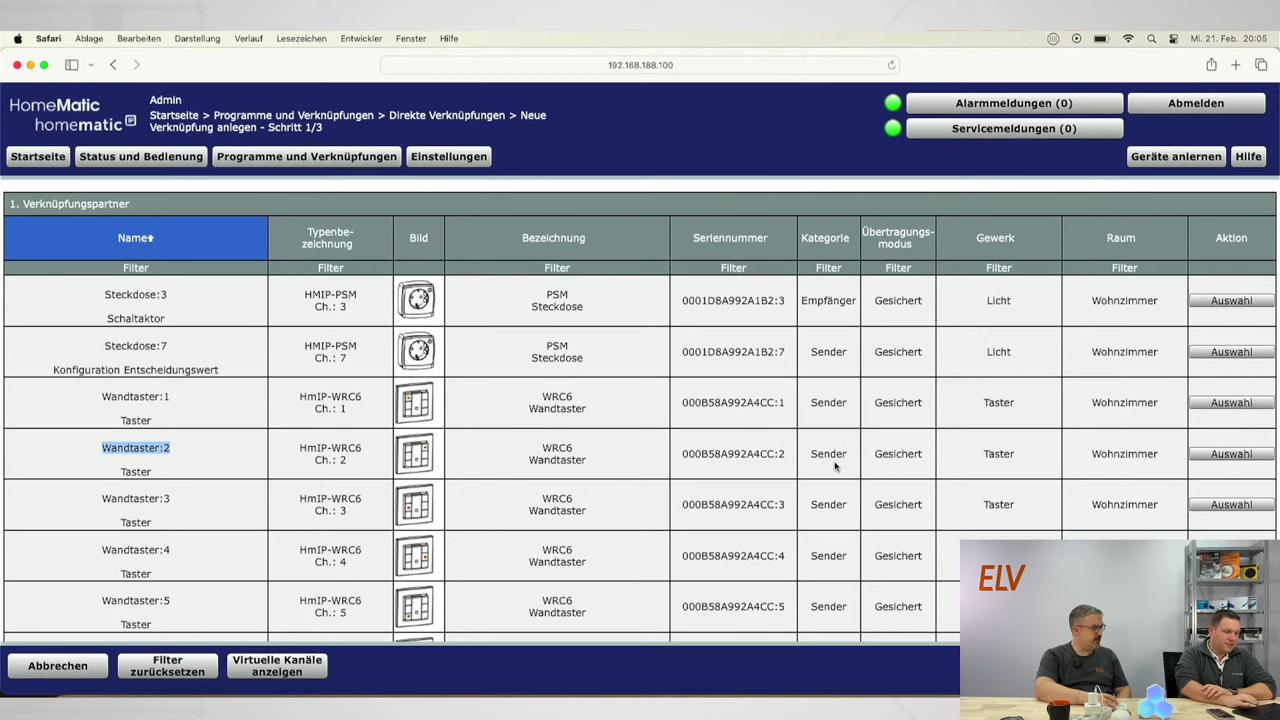 Safari Ablage Bearbeiten Darstellung Verlauf Lesezeichen Entwickler Fenster Hilfe Mi. 21. Feb. 20:05
192.168.188.100
HomeMatic
homematic IP
Admin
Startseite > Programme und Verknüpfungen > Direkte Verknüpfungen > Neue
Verknüpfung anlegen - Schritt 1/3
Alarmmeldungen (0) Abmelden
Servicemeldungen (0)
Startseite Status und Bedienung Programme und Verknüpfungen Einstellungen Geräte anlernen Hilfe
1. Verknüpfungspartner
Name Typenbe-
zeichnung Bild Bezeichnung Seriennummer Kategorie Übertragungs-
modus Gewerk Raum Aktion
Filter Filter Filter Filter Filter Filter Filter Filter
Steckdose:3
Schaltaktor HMIP-PSM
Ch.: 3 PSM
Steckdose 0001D8A992A1B2:3 Empfänger Gesichert Licht Wohnzimmer Auswahl
Steckdose:7
Konfiguration Entscheidungswert HMIP-PSM
Ch.: 7 PSM
Steckdose 0001D8A992A1B2:7 Sender Gesichert Licht Wohnzimmer Auswahl
Wandtaster:1
Taster HmIP-WRC6
Ch.: 1 WRC6
Wandtaster 000B58A992A4CC:1 Sender Gesichert Taster Wohnzimmer Auswahl
Wandtaster:2
Taster HmIP-WRC6
Ch.: 2 WRC6
Wandtaster 000B58A992A4CC:2 Sender Gesichert Taster Wohnzimmer Auswahl
Wandtaster:3
Taster HmIP-WRC6
Ch.: 3 WRC6
Wandtaster 000B58A992A4CC:3 Sender Gesichert Taster Wohnzimmer Auswahl
Wandtaster:4
Taster HmIP-WRC6
Ch.: 4 WRC6
Wandtaster 000B58A992A4CC:4 Sender Gesichert
Wandtaster:5
Taster HmIP-WRC6
Ch.: 5 WRC6
Wandtaster 000B58A992A4CC:5 Sender Gesichert
Abbrechen Filter
zurücksetzen Virtuelle Kanäle
anzeigen
ELV